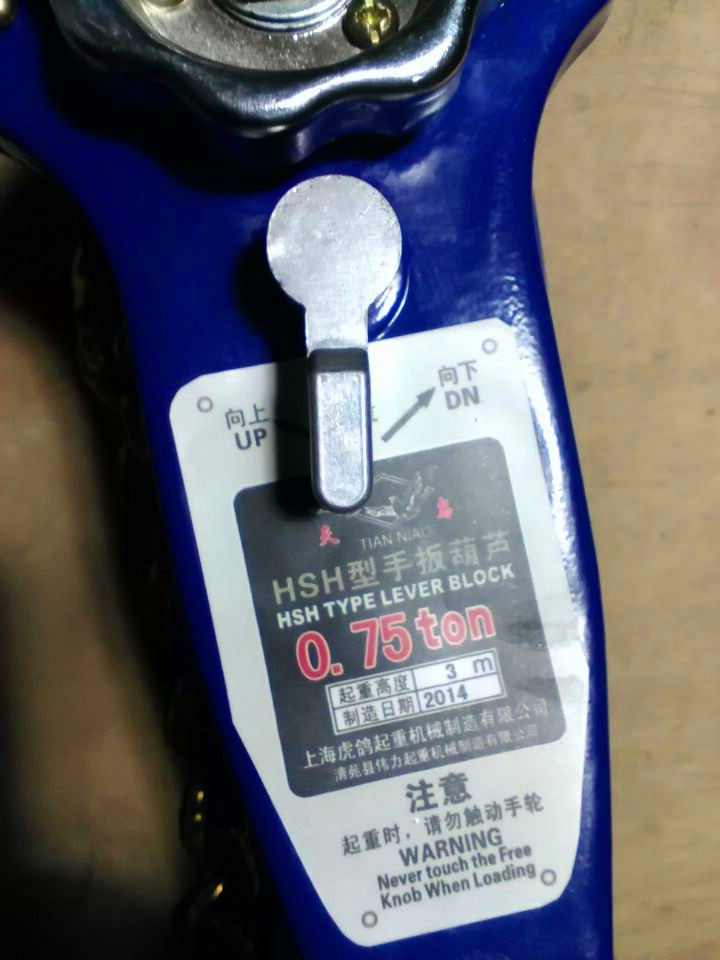 向上
UP
向下
DN
天 鸟
TIAN NIAO
HSH型手扳葫芦
HSH TYPE LEVER BLOCK
0.75 ton
起重高度 3 m
制造日期 2014
上海虎鸽起重机械制造有限公司
清苑县伟力起重机械制造有限公司
注意
起重时，请勿触动手轮
WARNING
Never touch the Free
Knob When Loading